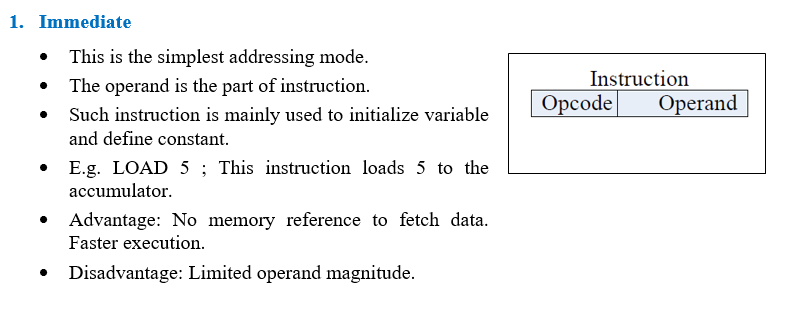 1. Immediate
• This is the simplest addressing mode.
• The operand is the part of instruction.
• Such instruction is mainly used to initialize variable
and define constant.
• E.g. LOAD 5 ; This instruction loads 5 to the
accumulator.
• Advantage: No memory reference to fetch data.
Faster execution.
• Disadvantage: Limited operand magnitude.
Instruction
Opcode Operand